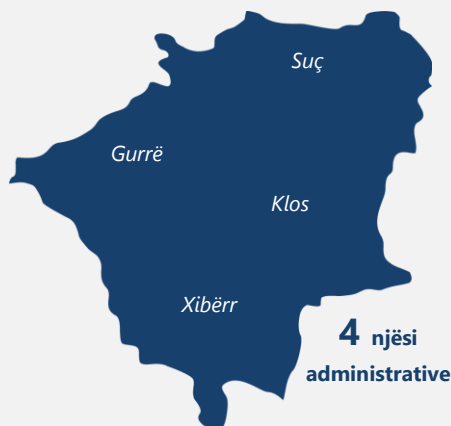 Suç
Gurrë
Klos
Xibërr
4 njësi
administrative